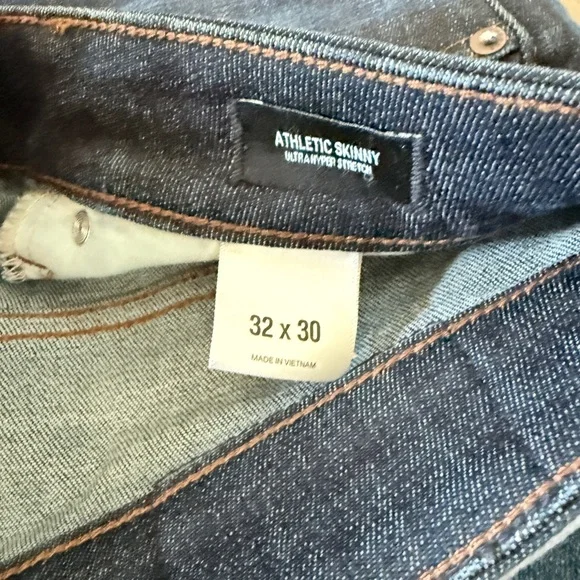 ATHLETIC SKINNY
ULTRA HYPER STRETCH
32 x 30
MADE IN VIETNAM